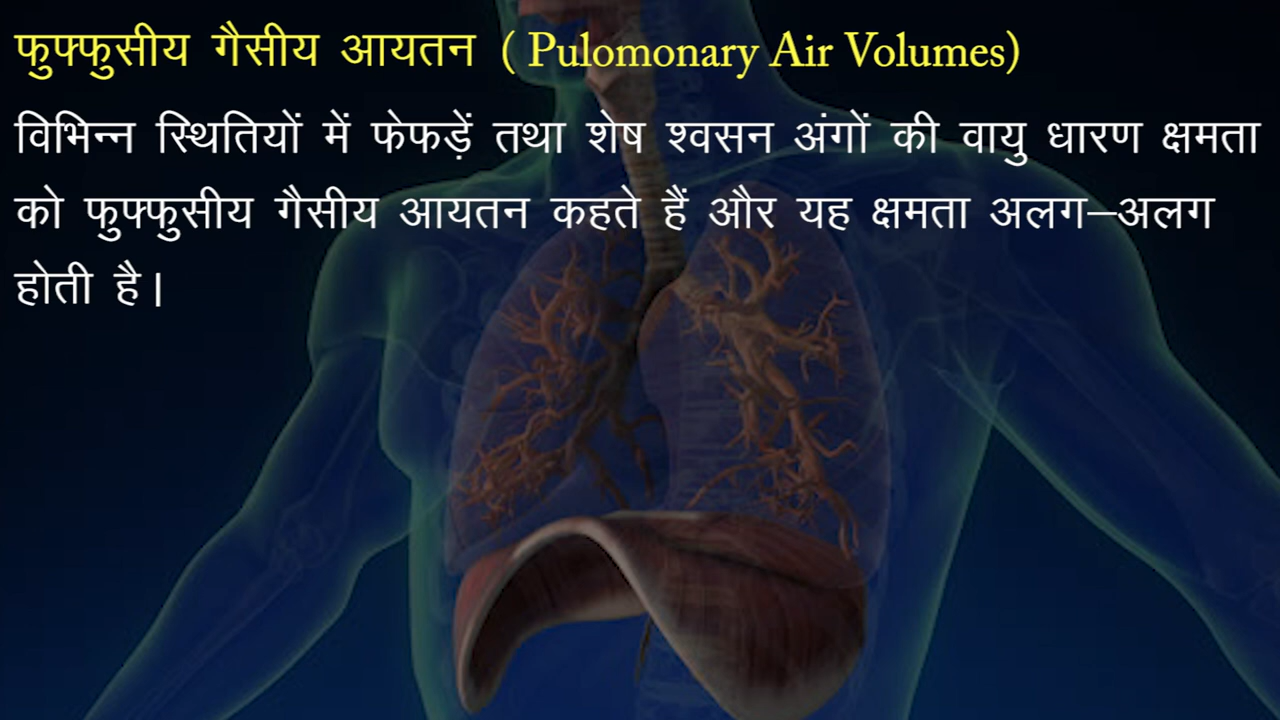 फुफ्फुसीय गैसीय आयतन ( Pulomonary Air Volumes)
विभिन्न स्थितियों में फेफड़ें तथा शेष श्वसन अंगों की वायु धारण क्षमता
को फुफ्फुसीय गैसीय आयतन कहते हैं और यह क्षमता अलग–अलग
होती है।